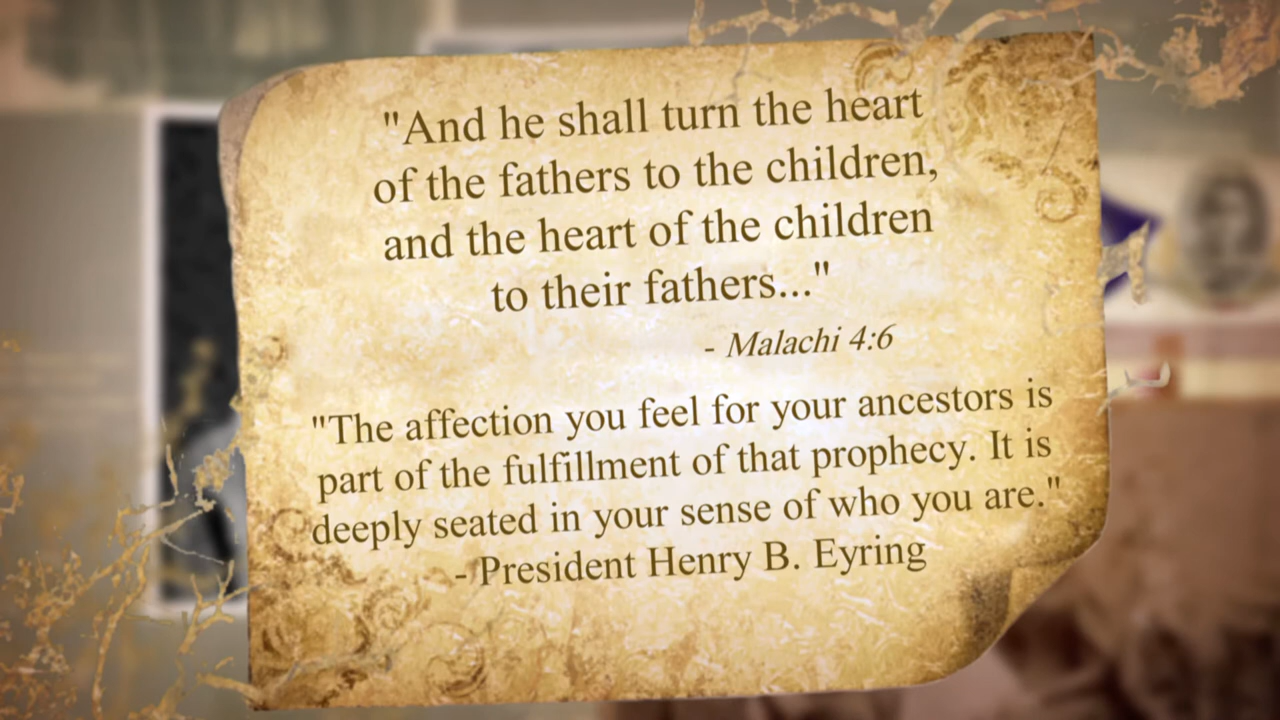 "And he shall turn the heart
of the fathers to the children,
and the heart of the children
to their fathers..."
- Malachi 4:6
"The affection you feel for your ancestors is
part of the fulfillment of that prophecy. It is
deeply seated in your sense of who you are."
- President Henry B. Eyring